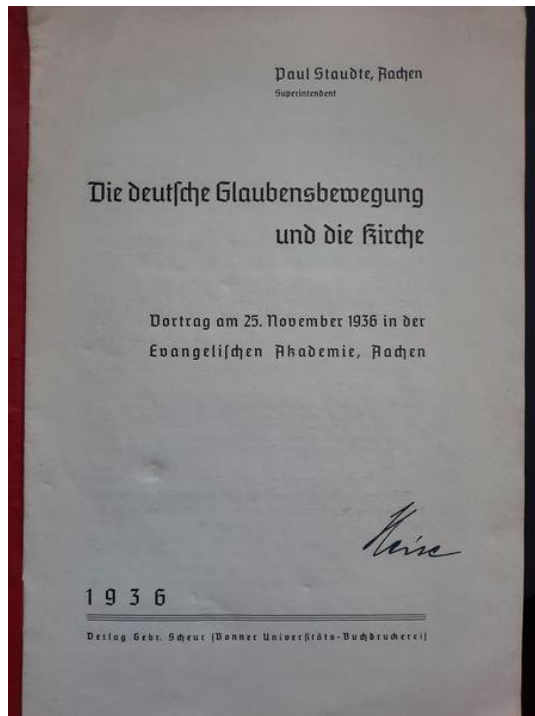 Paul Staudte, Aachen
Superintendent
Die deutſche Glaubensbewegung
und die Kirche
Vortrag am 25. November 1936 in der
Evangeliſchen Akademie, Aachen
1936
Verlag Gebr. Scheur (Bonner Univerſitäts-Buchdruckerei)